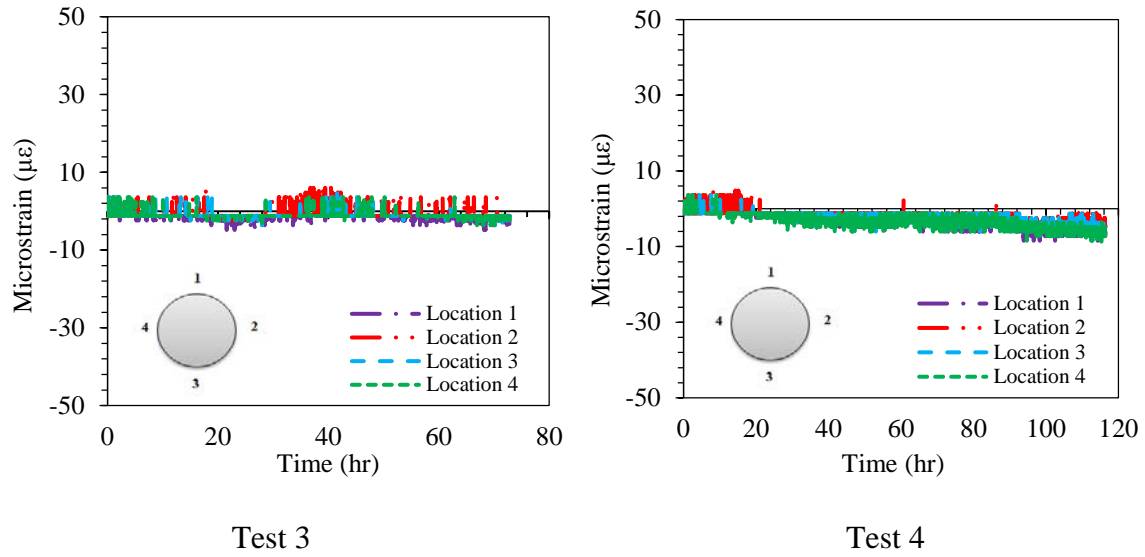 50
30
10
-10
-30
-50
Microstrain (µε)
0
20
40
60
80
Time (hr)
1
2
3
4
Location 1
Location 2
Location 3
Location 4
Test 3
50
30
10
-10
-30
-50
Microstrain (µε)
0
20
40
60
80
100
120
Time (hr)
1
2
3
4
Location 1
Location 2
Location 3
Location 4
Test 4